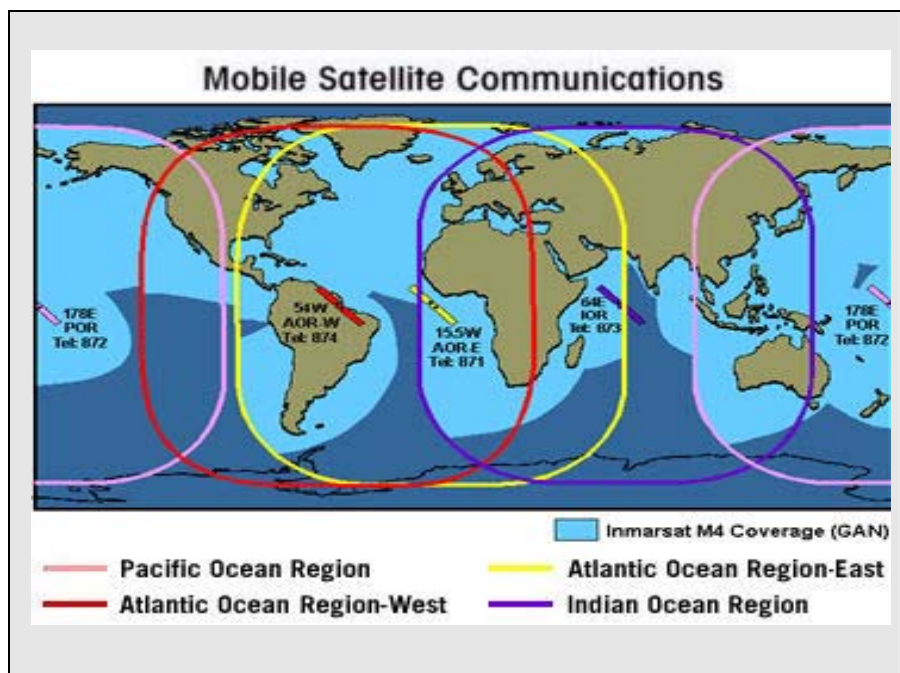 Mobile Satellite Communications
178E
POR
Tel: 872
54W
AOR-W
Tel: 874
15.5W
AOR-E
Tel: 871
64E
IOR
Tel: 873
178E
POR
Tel: 872
Inmarsat M4 Coverage (GAN)
Pacific Ocean Region
Atlantic Ocean Region-East
Atlantic Ocean Region-West
Indian Ocean Region